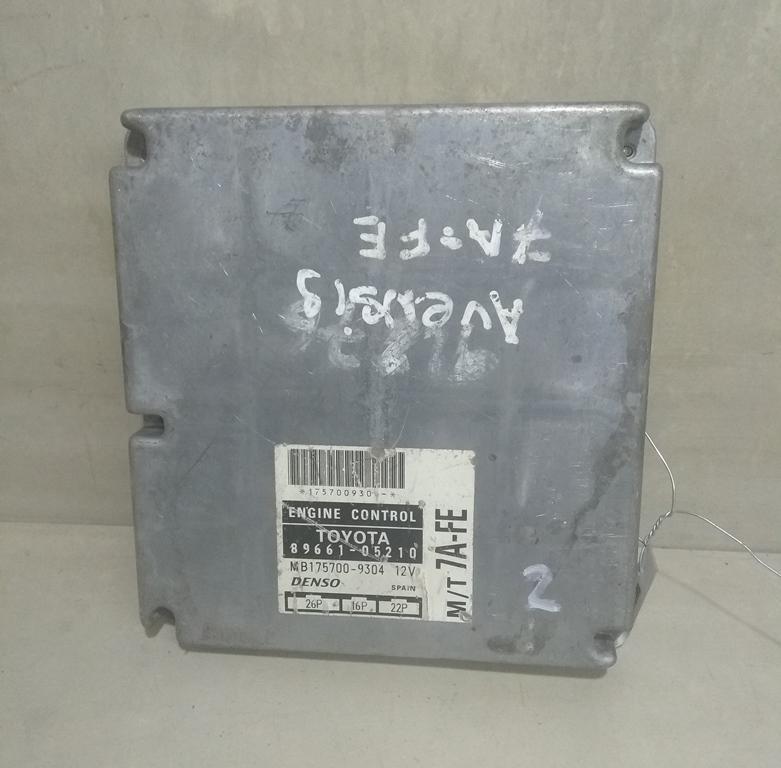 7A-FE
Avensis
*175700930 -*
ENGINE CONTROL
TOYOTA
89661-05210
MB175700-9304 12V
DENSO SPAIN
26P 16P 22P
M/T 7A-FE
2